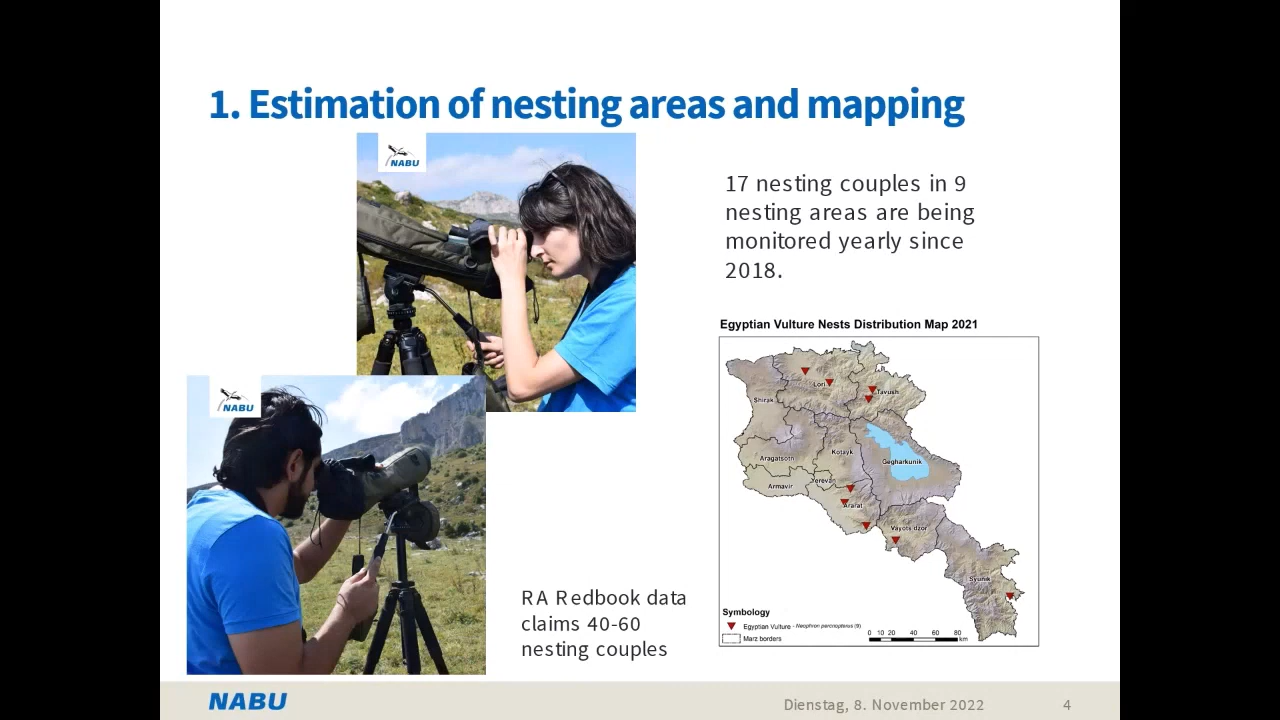 1. Estimation of nesting areas and mapping
NABU
17 nesting couples in 9
nesting areas are being
monitored yearly since
2018.
Egyptian Vulture Nests Distribution Map 2021
Lori
Tavush
Shirak
Kotayk
Aragatsotn
Gegharkunik
Yerevan
Armavir
Ararat
Vayots dzor
Syunik
Symbology
Egyptian Vulture - Neophron percnopterus (9)
Marz borders
0 10 20 40 60 80
km
NABU
RA Redbook data
claims 40-60
nesting couples
NABU
Dienstag, 8. November 2022
4